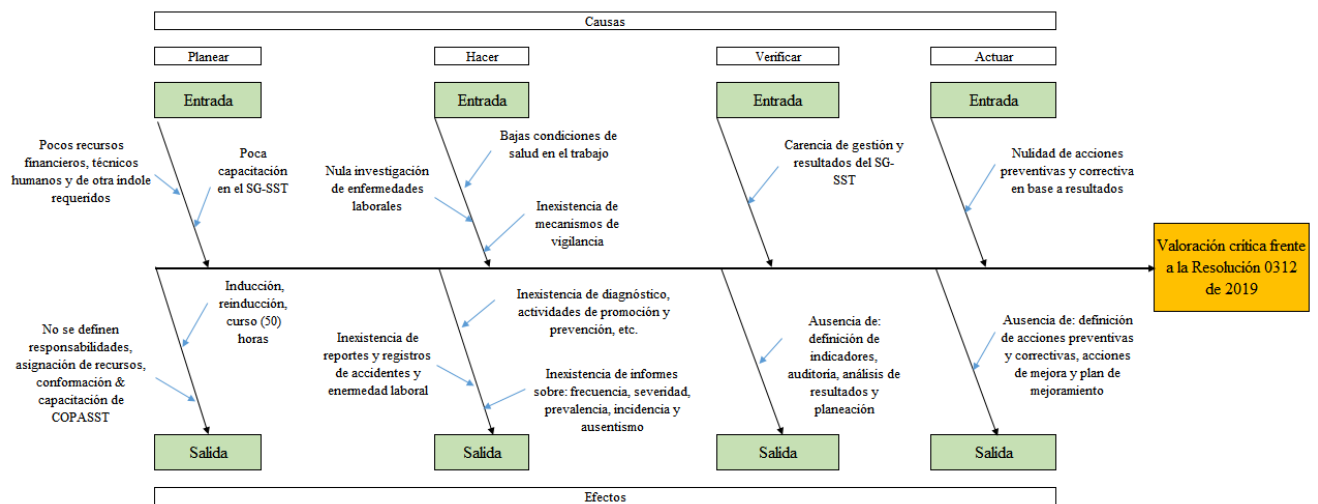 Causas
Planear
Hacer
Verificar
Actuar
Entrada
Entrada
Entrada
Entrada
Pocos recursos
financieros, técnicos
humanos y de otra indole
requeridos
Poca
capacitación
en el SG-SST
Bajas condiciones de
salud en el trabajo
Nula investigación
de enfermedades
laborales
Inexistencia de
mecanismos de
vigilancia
Carencia de gestión y
resultados del SG-
SST
Nulidad de acciones
preventivas y correctiva
en base a resultados
Valoración critica frente
a la Resolución 0312
de 2019
Inducción,
reinducción,
curso (50)
horas
No se definen
responsabilidades,
asignación de recursos,
conformación &
capacitación de
COPASST
Inexistencia de diagnóstico,
actividades de promoción y
prevención, etc.
Inexistencia de
reportes y registros
de accidentes y
enermedad laboral
Inexistencia de informes
sobre: frecuencia, severidad,
prevalencia, incidencia y
ausentismo
Ausencia de:
definición de
indicadores,
auditoria, análisis de
resultados y
planeación
Ausencia de: definición
de acciones preventivas
y correctivas, acciones
de mejora y plan de
mejoramiento
Salida
Salida
Salida
Salida
Efectos